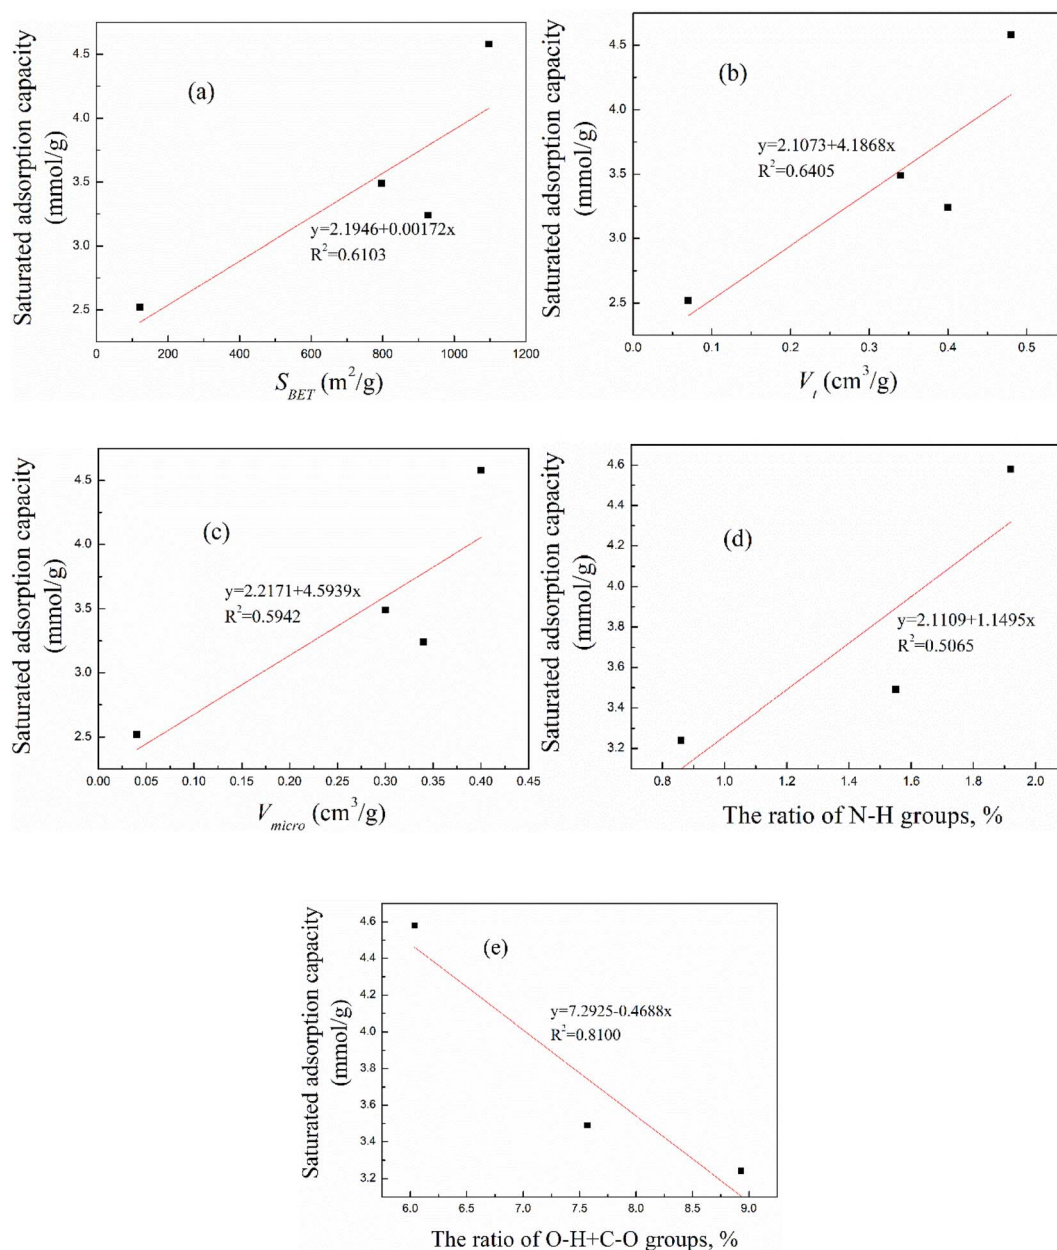 Saturated adsorption capacity
(mmol/g)
4.5
4.0
3.5
3.0
2.5
(a)
y=2.1946+0.00172x
R²=0.6103
0 200 400 600 800 1000 1200
S_BET (m²/g)
Saturated adsorption capacity
(mmol/g)
4.5
4.0
3.5
3.0
2.5
(b)
y=2.1073+4.1868x
R²=0.6405
0.0 0.1 0.2 0.3 0.4 0.5
V_t (cm³/g)
Saturated adsorption capacity
(mmol/g)
4.5
4.0
3.5
3.0
2.5
(c)
y=2.2171+4.5939x
R²=0.5942
0.00 0.05 0.10 0.15 0.20 0.25 0.30 0.35 0.40 0.45
V_micro (cm³/g)
Saturated adsorption capacity
(mmol/g)
4.6
4.4
4.2
4.0
3.8
3.6
3.4
3.2
(d)
y=2.1109+1.1495x
R²=0.5065
0.8 1.0 1.2 1.4 1.6 1.8 2.0
The ratio of N-H groups, %
Saturated adsorption capacity
(mmol/g)
4.6
4.4
4.2
4.0
3.8
3.6
3.4
3.2
(e)
y=7.2925-0.4688x
R²=0.8100
6.0 6.5 7.0 7.5 8.0 8.5 9.0
The ratio of O-H+C-O groups, %